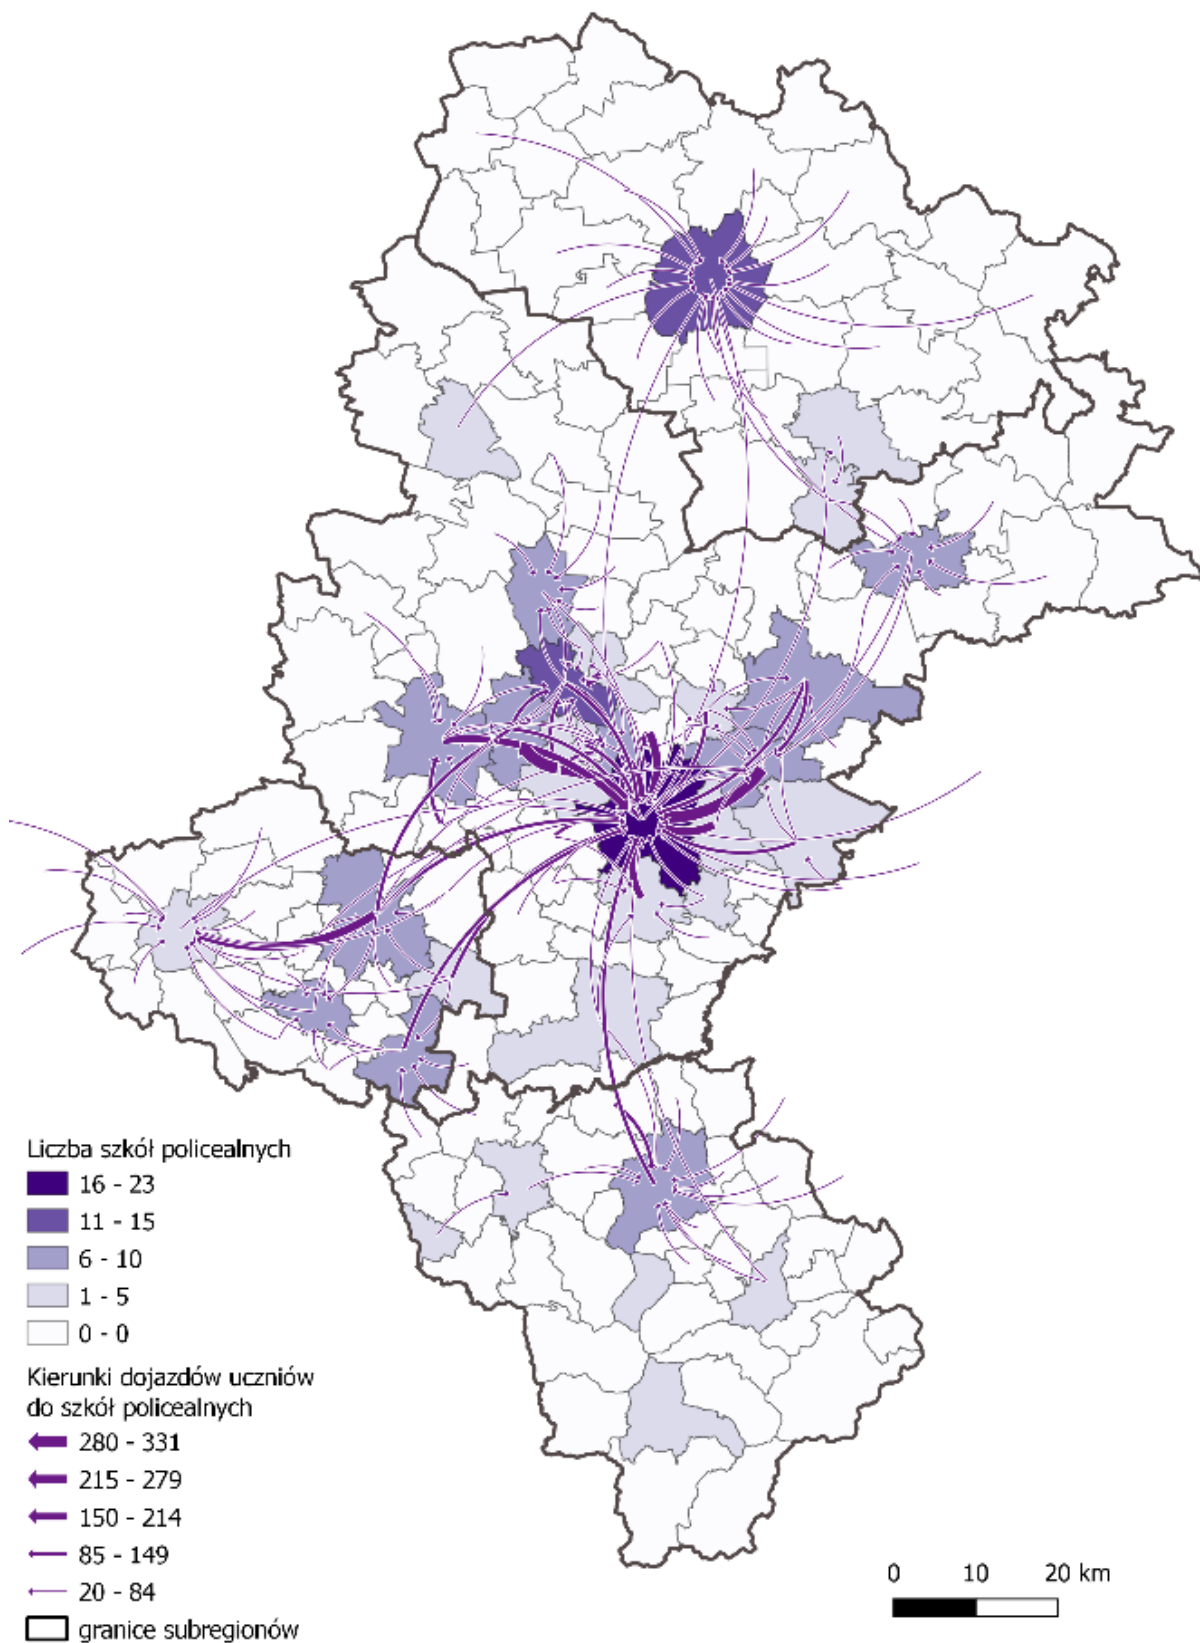 Liczba szkół policealnych
16 - 23
11 - 15
6 - 10
1 - 5
0 - 0
Kierunki dojazdów uczniów
do szkół policealnych
280 - 331
215 - 279
150 - 214
85 - 149
20 - 84
granice subregionów
0 10 20 km